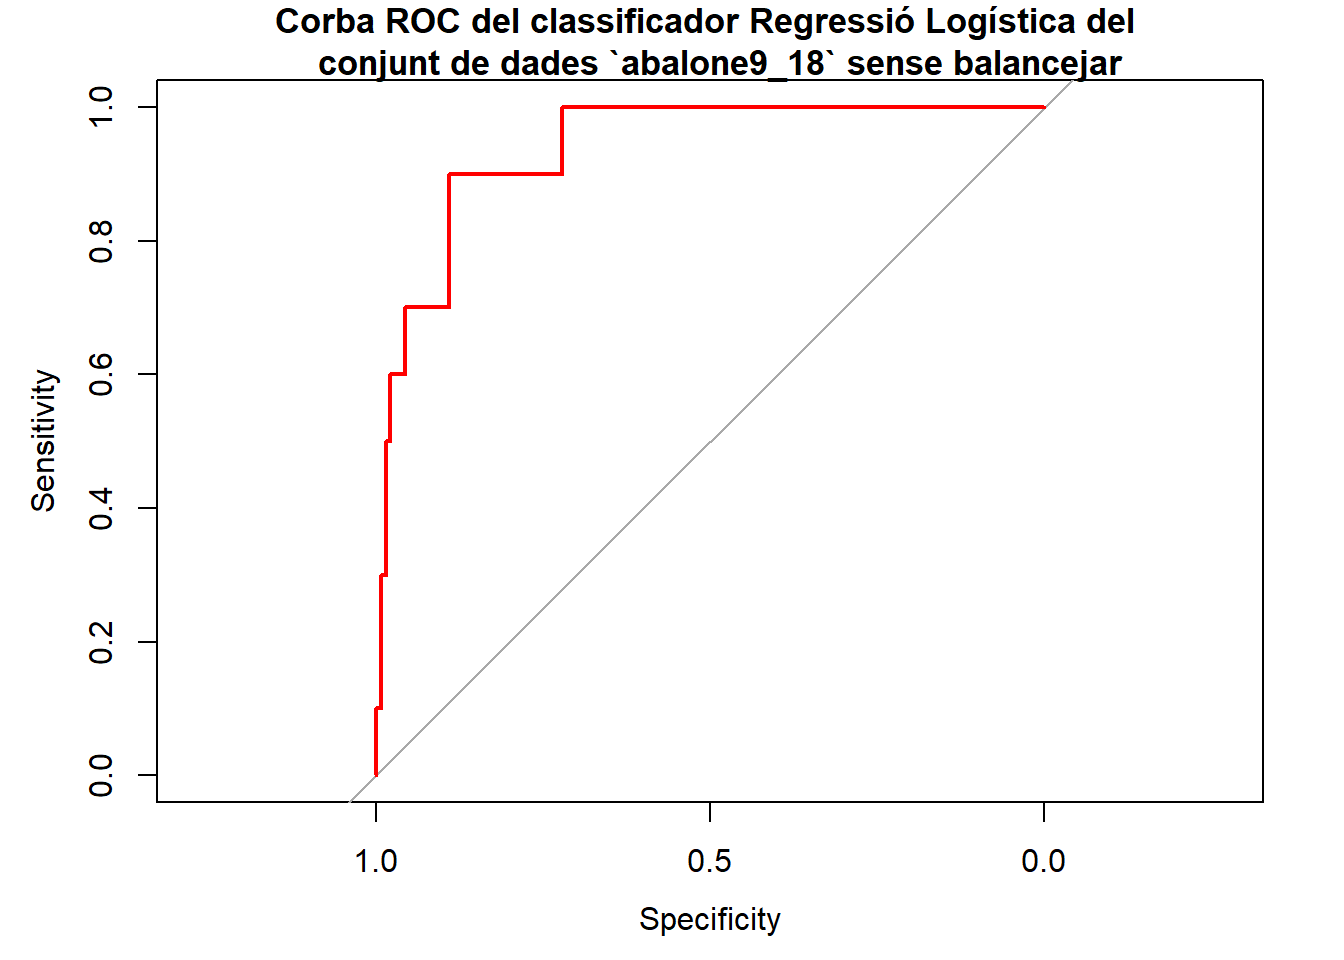 Corba ROC del classificador Regressió Logística del
conjunt de dades `abalone9_18` sense balancejar
Sensitivity
1.0
0.8
0.6
0.4
0.2
0.0
1.0 0.5 0.0
Specificity